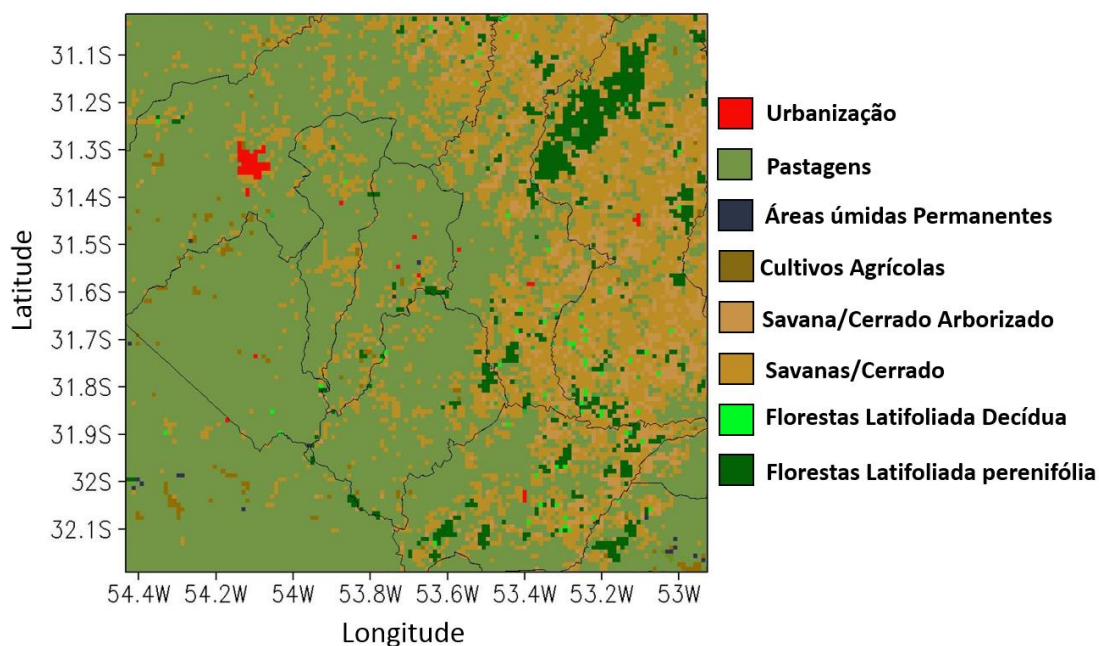 31.1S
31.2S
31.3S
31.4S
31.5S
31.6S
31.7S
31.8S
31.9S
32S
32.1S
Latitude
54.4W 54.2W 54W 53.8W 53.6W 53.4W 53.2W 53W
Longitude
Urbanização
Pastagens
Áreas úmidas Permanentes
Cultivos Agrícolas
Savana/Cerrado Arborizado
Savanas/Cerrado
Florestas Latifoliada Decídua
Florestas Latifoliada perenifólia